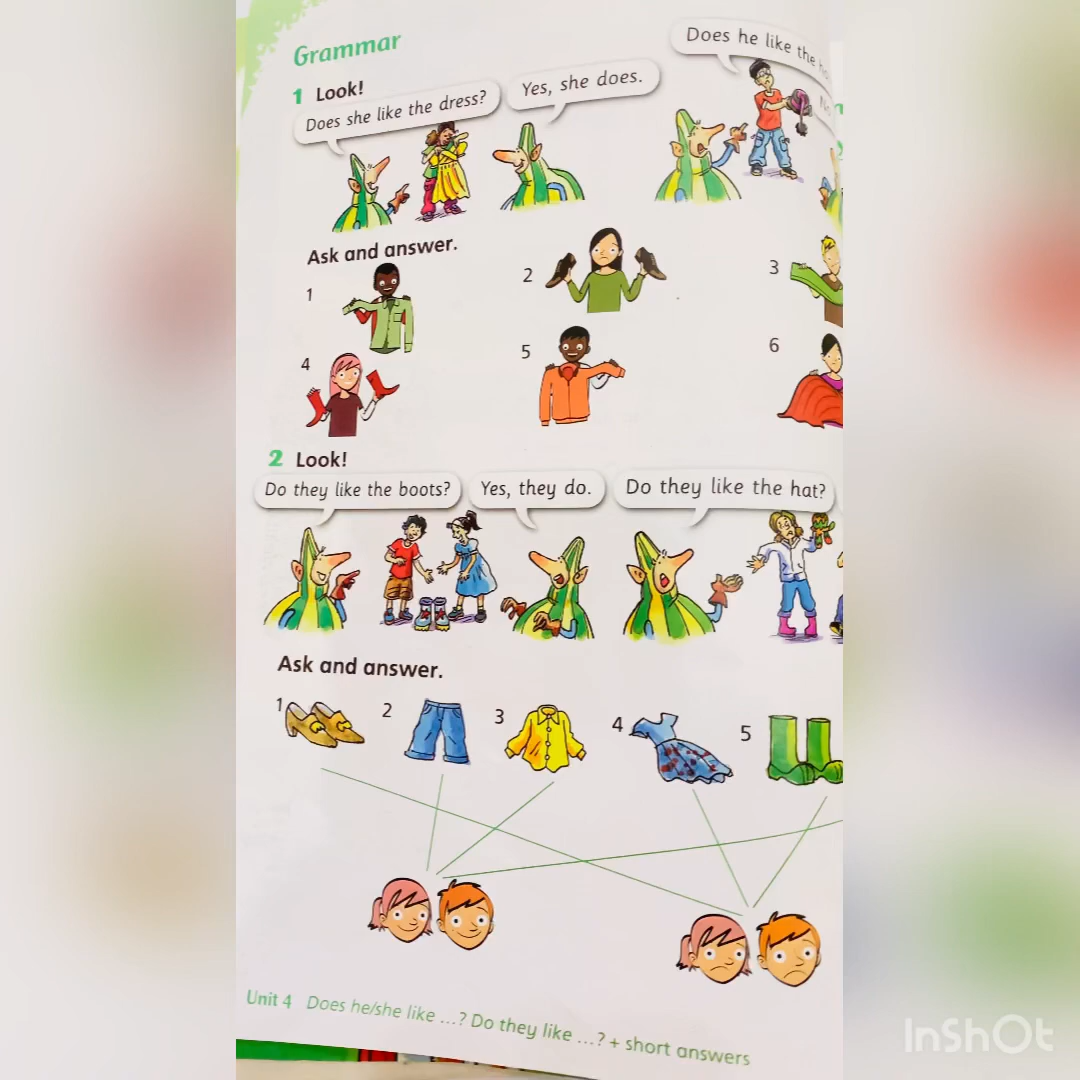 Grammar
1 Look!
Does she like the dress?
Yes, she does.
Does he like the
Ask and answer.
1
2
3
4
5
6
2 Look!
Do they like the boots?
Yes, they do.
Do they like the hat?
Ask and answer.
1
2
3
4
5
Unit 4 Does he/she like ...? Do they like ...? + short answers
InShOt